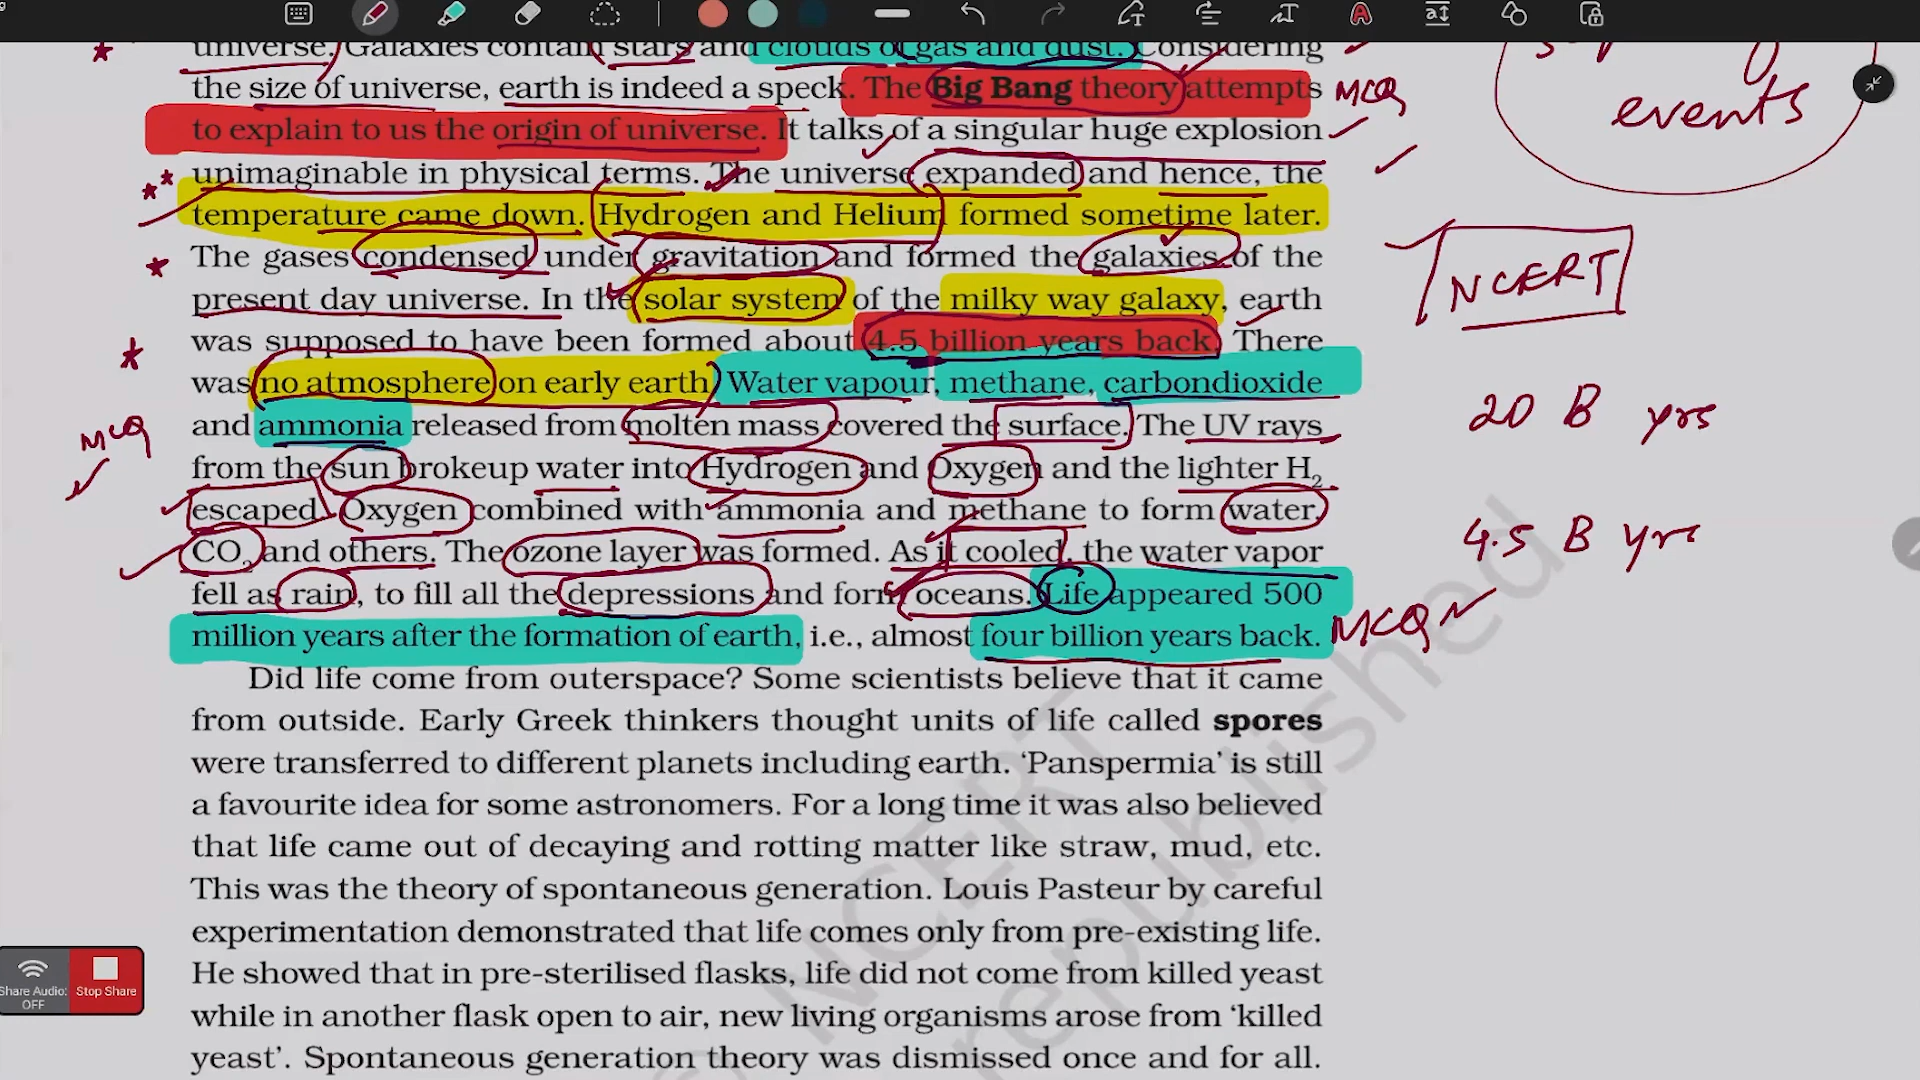 universe. Galaxies contain stars and clouds of gas and dust. Considering
the size of universe, earth is indeed a speck. The Big Bang theory attempts
to explain to us the origin of universe. It talks of a singular huge explosion
unimaginable in physical terms. The universe expanded and hence, the
temperature came down. Hydrogen and Helium formed sometime later.
The gases condensed under gravitation and formed the galaxies of the
present day universe. In the solar system of the milky way galaxy, earth
was supposed to have been formed about 4.5 billion years back. There
was no atmosphere on early earth. Water vapour, methane, carbondioxide
and ammonia released from molten mass covered the surface. The UV rays
from the sun brokeup water into Hydrogen and Oxygen and the lighter H₂
escaped. Oxygen combined with ammonia and methane to form water,
CO₂ and others. The ozone layer was formed. As it cooled, the water vapor
fell as rain, to fill all the depressions and form oceans. Life appeared 500
million years after the formation of earth, i.e., almost four billion years back.
Did life come from outerspace? Some scientists believe that it came
from outside. Early Greek thinkers thought units of life called spores
were transferred to different planets including earth. ‘Panspermia’ is still
a favourite idea for some astronomers. For a long time it was also believed
that life came out of decaying and rotting matter like straw, mud, etc.
This was the theory of spontaneous generation. Louis Pasteur by careful
experimentation demonstrated that life comes only from pre-existing life.
He showed that in pre-sterilised flasks, life did not come from killed yeast
while in another flask open to air, new living organisms arose from ‘killed
yeast’. Spontaneous generation theory was dismissed once and for all.
MCQ
MCQ
MCQ
events
NCERT
20 B yrs
4.5 B yrs
© NCERT
republished
Share Audio:
OFF
Stop Share